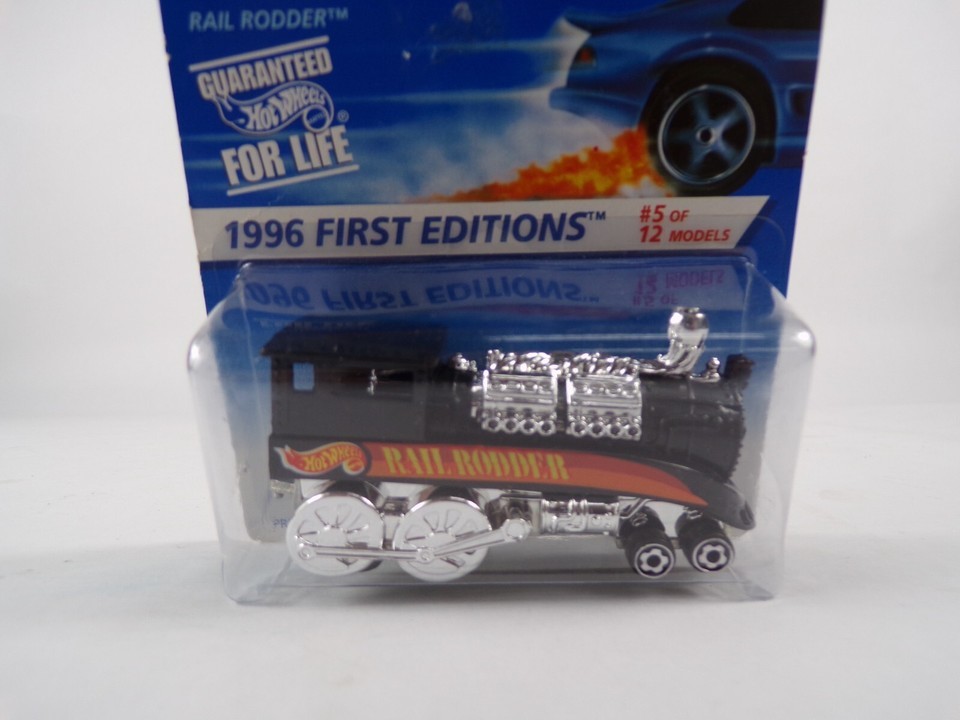 RAIL RODDER™
GUARANTEED
HOT WHEELS®
FOR LIFE
1996 FIRST EDITIONS™
#5 OF
12 MODELS
HOT WHEELS
RAIL RODDER